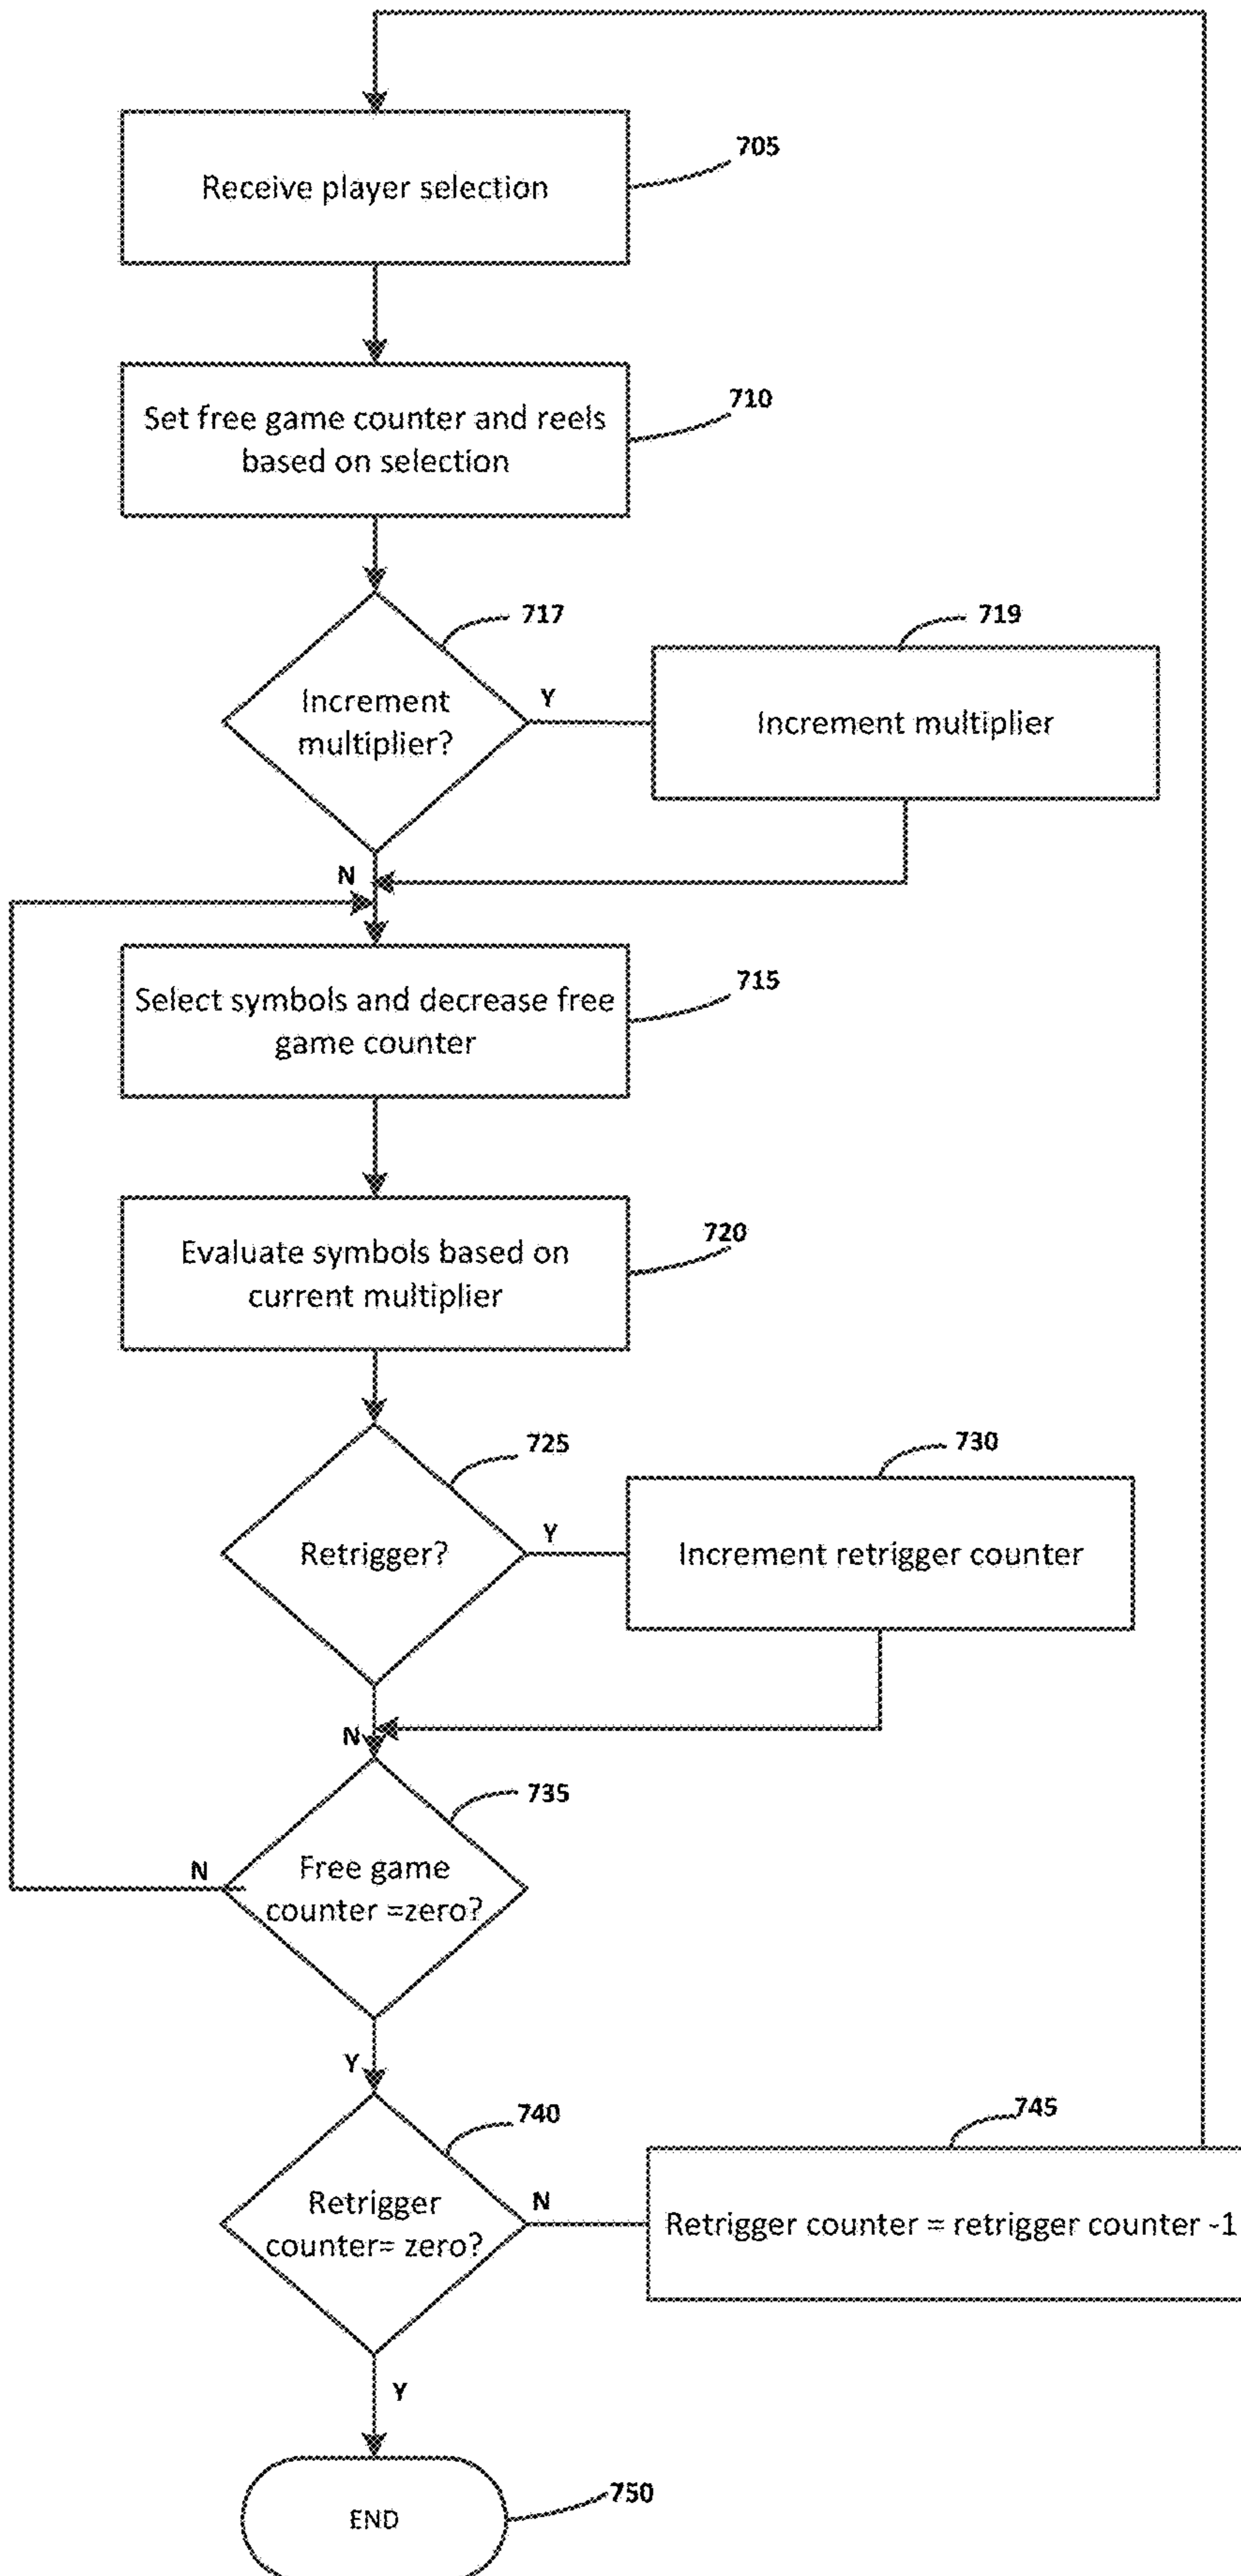 705
Receive player selection
710
Set free game counter and reels
based on selection
717
719
Increment
multiplier?
Y
Increment multiplier
N
715
Select symbols and decrease free
game counter
720
Evaluate symbols based on
current multiplier
725
730
Retrigger?
Y
Increment retrigger counter
N
735
Free game
counter =zero?
N
Y
740
745
Retrigger
counter= zero?
N
Retrigger counter = retrigger counter -1
Y
750
END